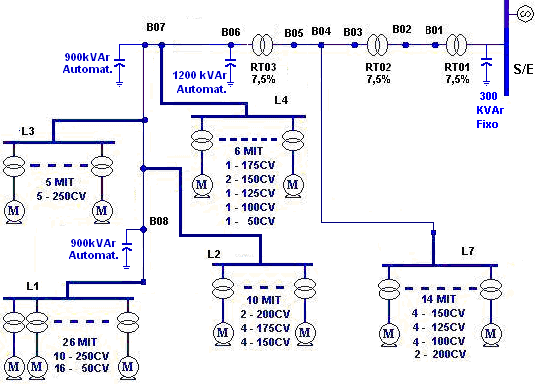 B07
B06
B05
B04
B03
B02
B01
900kVAr
Automat.
1200 kVAr
Automat.
RT03
7,5%
RT02
7,5%
RT01
7,5%
S/E
300
KVAr
Fixo
L3
L4
5 MIT
5 - 250CV
M
M
6 MIT
1 - 175CV
2 - 150CV
1 - 125CV
1 - 100CV
1 - 50CV
M
M
B08
900kVAr
Automat.
L2
L7
L1
10 MIT
2 - 200CV
4 - 175CV
4 - 150CV
M
M
14 MIT
4 - 150CV
4 - 125CV
4 - 100CV
2 - 200CV
M
M
26 MIT
10 - 250CV
16 - 50CV
M
M
M